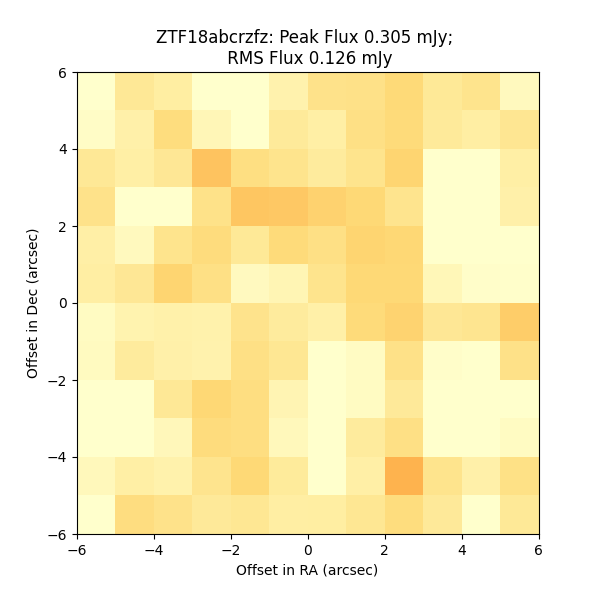 ZTF18abcrzfz: Peak Flux 0.305 mJy;
RMS Flux 0.126 mJy
6
4
2
0
−2
−4
−6
Offset in Dec (arcsec)
−6 −4 −2 0 2 4 6
Offset in RA (arcsec)